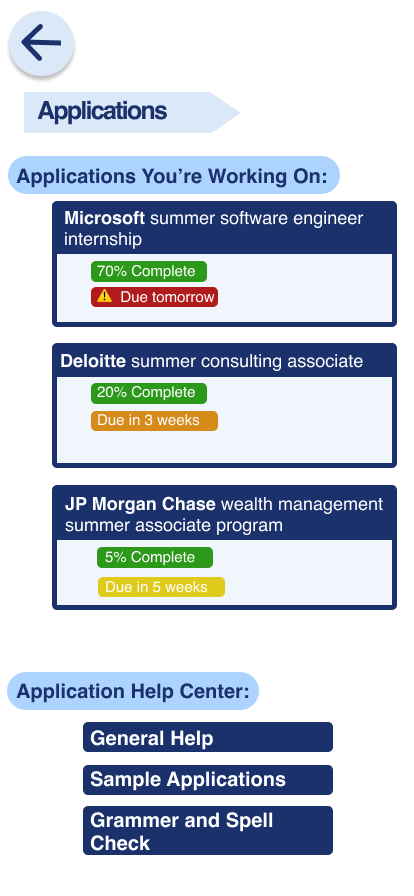 Applications
Applications You’re Working On:
Microsoft summer software engineer
internship
70% Complete
Due tomorrow
Deloitte summer consulting associate
20% Complete
Due in 3 weeks
JP Morgan Chase wealth management
summer associate program
5% Complete
Due in 5 weeks
Application Help Center:
General Help
Sample Applications
Grammer and Spell
Check